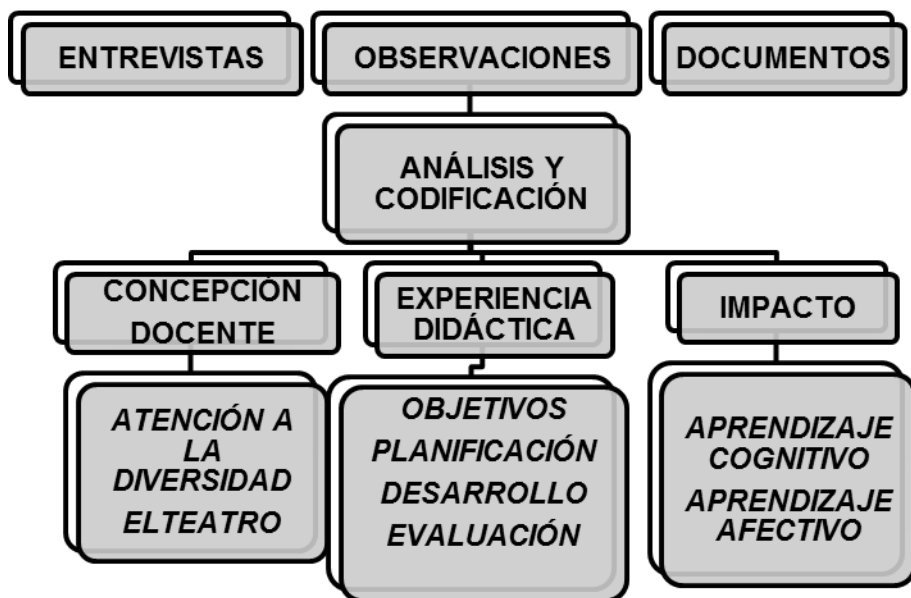 ENTREVISTAS
OBSERVACIONES
DOCUMENTOS
ANÁLISIS Y
CODIFICACIÓN
CONCEPCIÓN
DOCENTE
EXPERIENCIA
DIDÁCTICA
IMPACTO
ATENCIÓN A
LA
DIVERSIDAD
ELTEATRO
OBJETIVOS
PLANIFICACIÓN
DESARROLLO
EVALUACIÓN
APRENDIZAJE
COGNITIVO
APRENDIZAJE
AFECTIVO